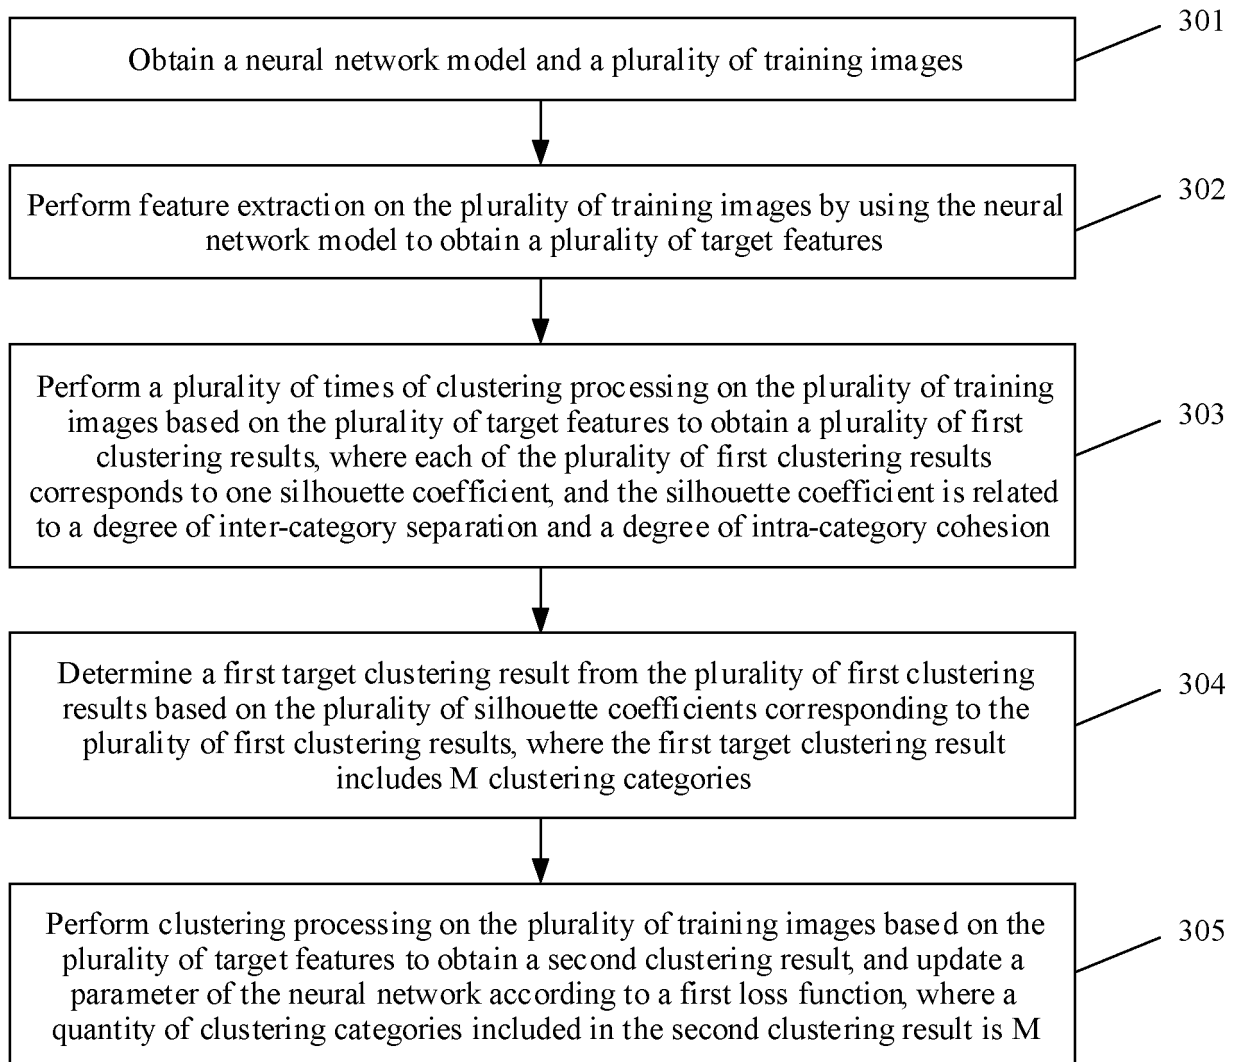 301
Obtain a neural network model and a plurality of training images
302
Perform feature extraction on the plurality of training images by using the neural
network model to obtain a plurality of target features
303
Perform a plurality of times of clustering processing on the plurality of training
images based on the plurality of target features to obtain a plurality of first
clustering results, where each of the plurality of first clustering results
corresponds to one silhouette coefficient, and the silhouette coefficient is related
to a degree of inter-category separation and a degree of intra-category cohesion
304
Determine a first target clustering result from the plurality of first clustering
results based on the plurality of silhouette coefficients corresponding to the
plurality of first clustering results, where the first target clustering result
includes M clustering categories
305
Perform clustering processing on the plurality of training images based on the
plurality of target features to obtain a second clustering result, and update a
parameter of the neural network according to a first loss function, where a
quantity of clustering categories included in the second clustering result is M